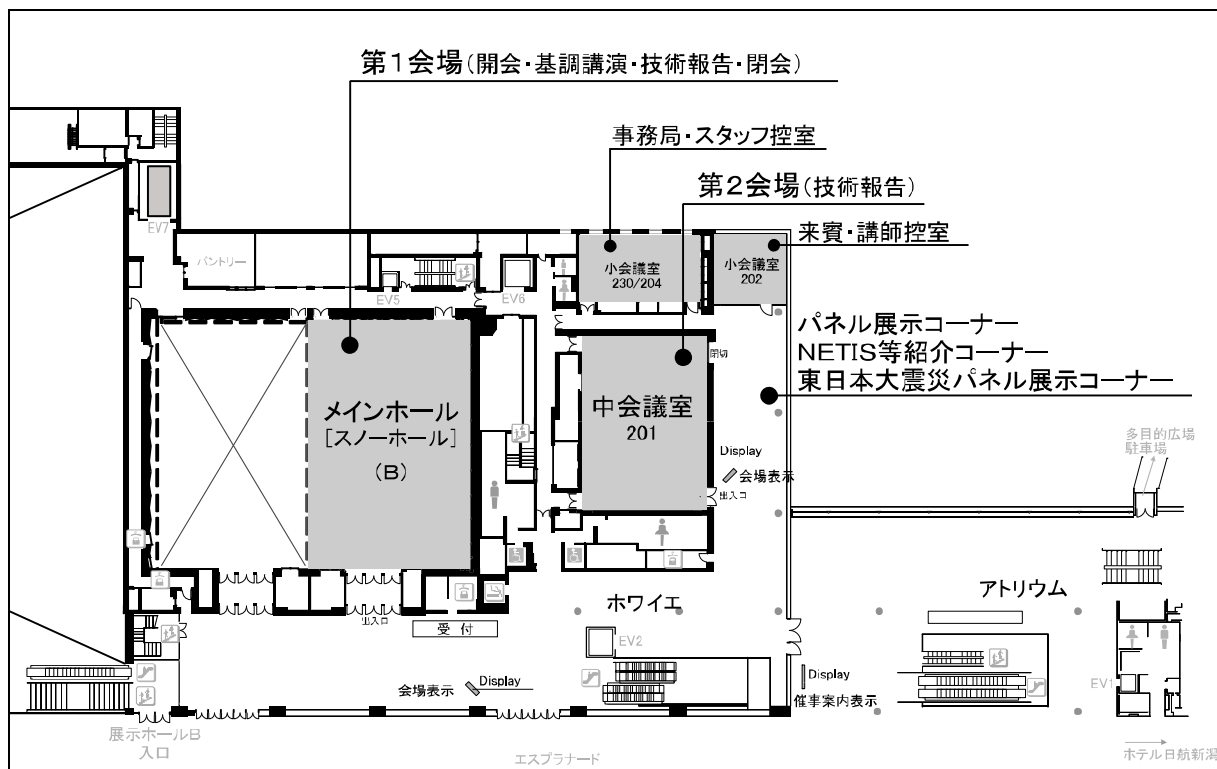 第1会場(開会・基調講演・技術報告・閉会)
事務局・スタッフ控室
第2会場(技術報告)
来賓・講師控室
EV7
パントリー
小会議室
230/204
小会議室
202
EV5
EV6
パネル展示コーナー
NETIS等紹介コーナー
東日本大震災パネル展示コーナー
閉切
メインホール
[スノーホール]
(B)
中会議室
201
Display
会場表示
出入口
多目的広場
駐車場
ホワイエ
アトリウム
出入口
受付
EV2
EV1
会場表示
Display
Display
催事案内表示
展示ホールB
入口
エスプラナード
ホテル日航新潟